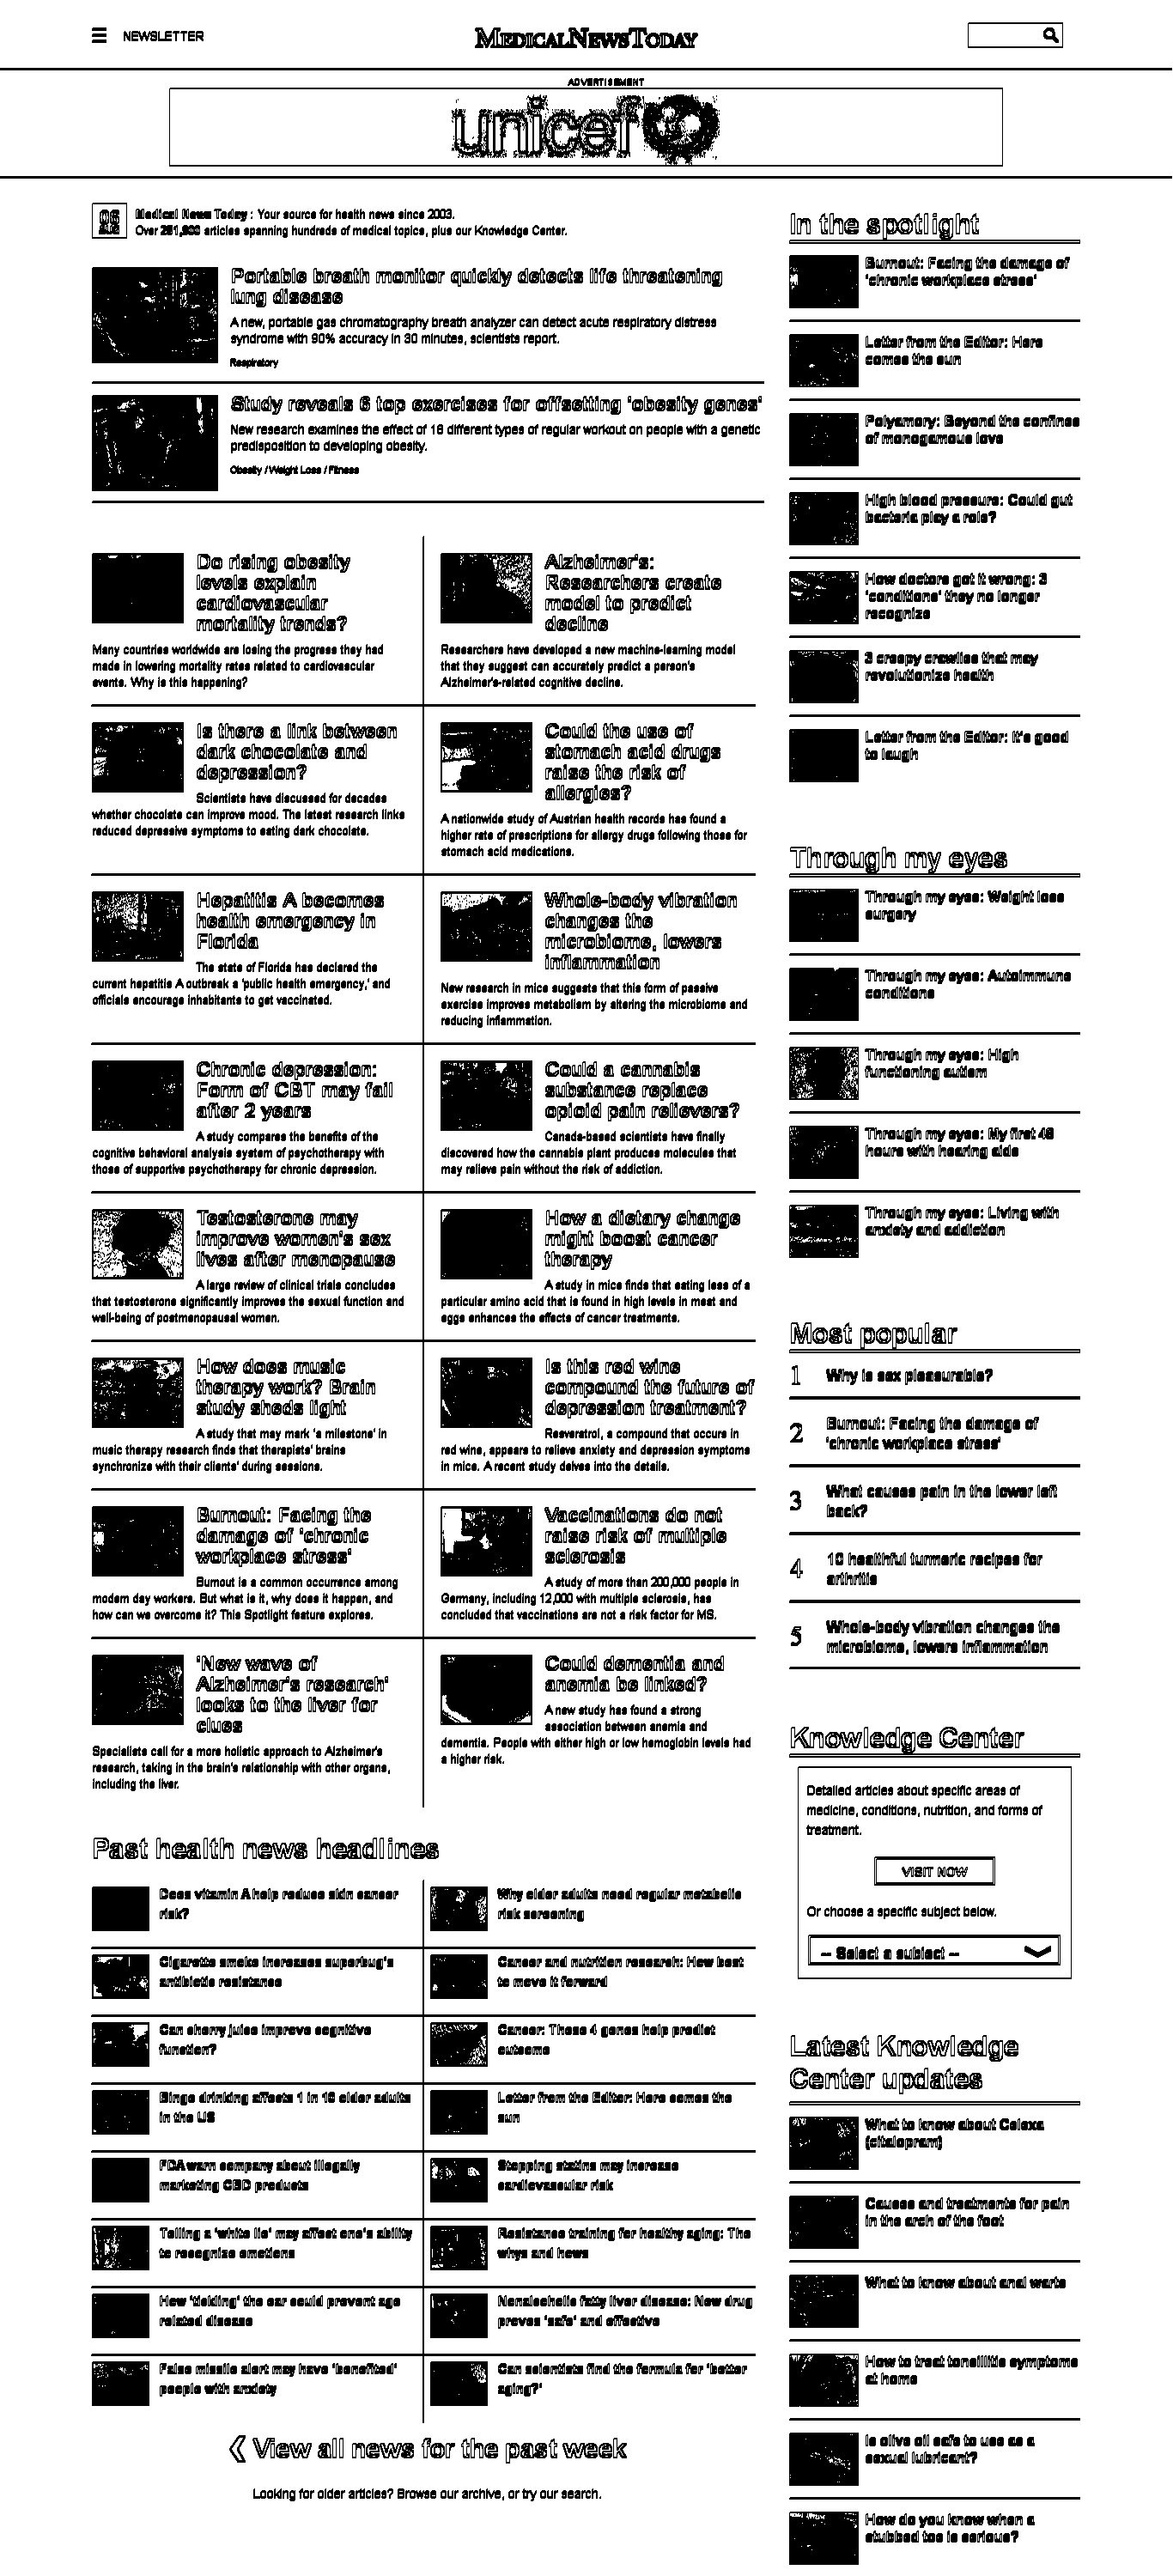 NEWSLETTER
MEDICALNEWSTODAY
ADVERTISEMENT
unicef
06
Medical News Today : Your source for health news since 2003.
Over articles spanning hundreds of medical topics, plus our Knowledge Center.
Portable breath monitor quickly detects life threatening
lung disease
A new, portable gas chromatography breath analyzer can detect acute respiratory distress
syndrome with 90% accuracy in 30 minutes, scientists report.
Respiratory
Study reveals 6 top exercises for offsetting 'obesity genes'
New research examines the effect of 18 different types of regular workout on people with a genetic
predisposition to developing obesity.
Obesity / Weight Loss / Fitness
Do rising obesity
levels explain
cardiovascular
mortality trends?
Many countries worldwide are losing the progress they had
made in lowering mortality rates related to cardiovascular
events. Why is this happening?
Alzheimer's:
Researchers create
model to predict
decline
Researchers have developed a new machine-learning model
that they suggest can accurately predict a person's
Alzheimer's-related cognitive decline.
Is there a link between
dark chocolate and
depression?
Scientists have discussed for decades
whether chocolate can improve mood. The latest research links
reduced depressive symptoms to eating dark chocolate.
Could the use of
stomach acid drugs
raise the risk of
allergies?
A nationwide study of Austrian health records has found a
higher rate of prescriptions for allergy drugs following those for
stomach acid medications.
Hepatitis A becomes
health emergency in
Florida
The state of Florida has declared the
current hepatitis A outbreak a 'public health emergency,' and
officials encourage inhabitants to get vaccinated.
Whole-body vibration
changes the
microbiome, lowers
inflammation
New research in mice suggests that this form of passive
exercise improves metabolism by altering the microbiome and
reducing inflammation.
Chronic depression:
Form of CBT may fail
after 2 years
A study compares the benefits of the
cognitive behavioral analysis system of psychotherapy with
those of supportive psychotherapy for chronic depression.
Could a cannabis
substance replace
opioid pain relievers?
Canada-based scientists have finally
discovered how the cannabis plant produces molecules that
may relieve pain without the risk of addiction.
Testosterone may
improve women's sex
lives after menopause
A large review of clinical trials concludes
that testosterone significantly improves the sexual function and
well-being of postmenopausal women.
How a dietary change
might boost cancer
therapy
A study in mice finds that eating less of a
particular amino acid that is found in high levels in meat and
eggs enhances the effects of cancer treatments.
How does music
therapy work? Brain
study sheds light
A study that may mark 'a milestone' in
music therapy research finds that therapists' brains
synchronize with their clients' during sessions.
Is this red wine
compound the future of
depression treatment?
Resveratrol, a compound that occurs in
red wine, appears to relieve anxiety and depression symptoms
in mice. A recent study delves into the details.
Burnout: Facing the
damage of 'chronic
workplace stress'
Burnout is a common occurrence among
modern day workers. But what is it, why does it happen, and
how can we overcome it? This Spotlight feature explores.
Vaccinations do not
raise risk of multiple
sclerosis
A study of more than 200,000 people in
Germany, including 12,000 with multiple sclerosis, has
concluded that vaccinations are not a risk factor for MS.
'New wave of
Alzheimer's research'
looks to the liver for
clues
Specialists call for a more holistic approach to Alzheimer's
research, taking in the brain's relationship with other organs,
including the liver.
Could dementia and
anemia be linked?
A new study has found a strong
association between anemia and
dementia. People with either high or low hemoglobin levels had
a higher risk.
Past health news headlines
Does vitamin A help reduce skin cancer
risk?
Why older adults need regular metabolic
risk screening
Cigarette smoke increases superbug's
antibiotic resistance
Cancer and nutrition research: How best
to move it forward
Can cherry juice improve cognitive
function?
Cancer: These 4 genes help predict
outcome
Binge drinking affects 1 in 10 older adults
in the US
Letter from the Editor: Here comes the
sun
FDA warn company about illegally
marketing CBD products
Stopping statins may increase
cardiovascular risk
Telling a 'white lie' may affect one's ability
to recognize emotions
Resistance training for healthy aging: The
whys and hows
How 'tickling' the ear could prevent age
related disease
Nonalcoholic fatty liver disease: New drug
proves 'safe' and effective
False missile alert may have 'benefited'
people with anxiety
Can scientists find the formula for 'better
aging?'
View all news for the past week
Looking for older articles? Browse our archive, or try our search.
In the spotlight
Burnout: Facing the damage of
'chronic workplace stress'
Letter from the Editor: Here
comes the sun
Polyamory: Beyond the confines
of monogamous love
High blood pressure: Could gut
bacteria play a role?
How doctors got it wrong: 3
'conditions' they no longer
recognize
3 creepy crawlies that may
revolutionize health
Letter from the Editor: It's good
to laugh
Through my eyes
Through my eyes: Weight loss
surgery
Through my eyes: Autoimmune
conditions
Through my eyes: High
functioning autism
Through my eyes: My first 48
hours with hearing aids
Through my eyes: Living with
anxiety and addiction
Most popular
1 Why is sex pleasurable?
2 Burnout: Facing the damage of
'chronic workplace stress'
3 What causes pain in the lower left
back?
4 10 healthful turmeric recipes for
arthritis
5 Whole-body vibration changes the
microbiome, lowers inflammation
Knowledge Center
Detailed articles about specific areas of
medicine, conditions, nutrition, and forms of
treatment.
VISIT NOW
Or choose a specific subject below.
-- Select a subject --
Latest Knowledge
Center updates
What to know about Celexa
(citalopram)
Causes and treatments for pain
in the arch of the foot
What to know about anal warts
How to treat tonsillitis symptoms
at home
Is olive oil safe to use as a
sexual lubricant?
How do you know when a
stubbed toe is serious?